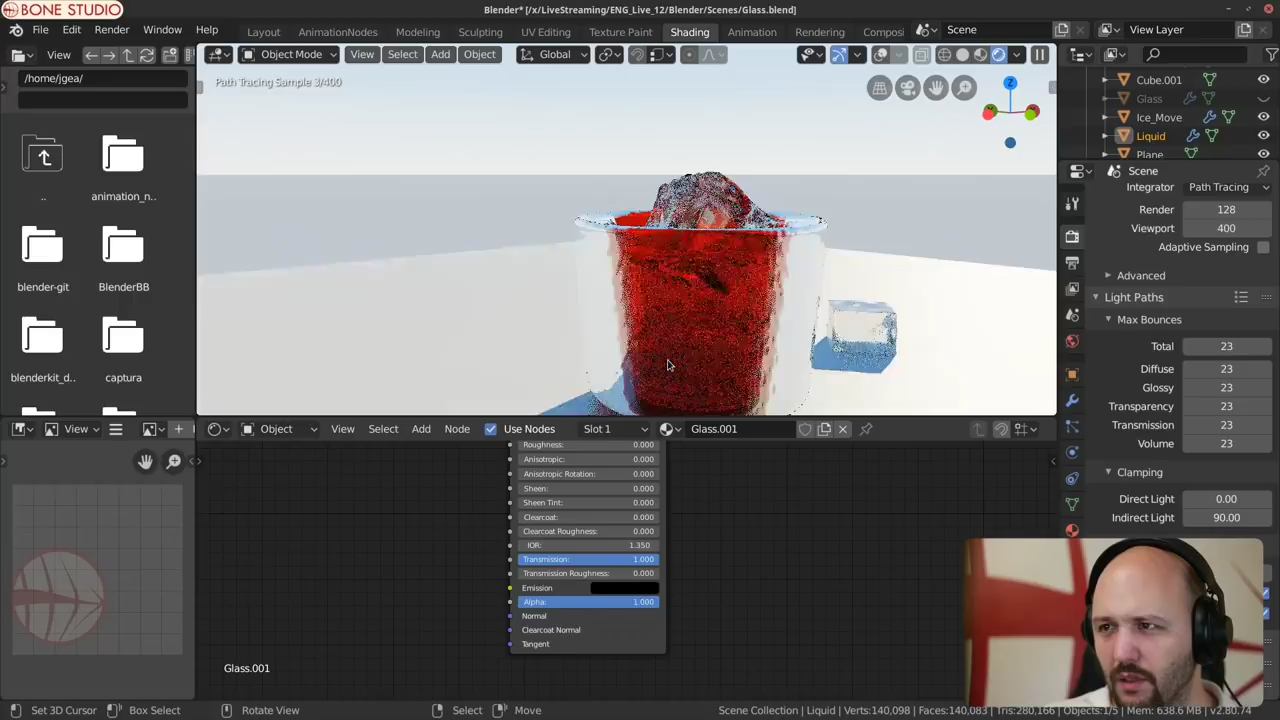 BONE STUDIO
Blender* [/x/LiveStreaming/ENG_Live_12/Blender/Scenes/Glass.blend]
File Edit Render Window Help
Layout AnimationNodes Modeling Sculpting UV Editing Texture Paint Shading Animation Rendering Composi
Scene
View Layer
View
Object Mode
View Select Add Object
Global
/home/jgea/
..
animation_n..
blender-git
BlenderBB
blenderkit_d..
captura
Path Tracing Sample 3/400
Z
Cube.001
Glass
Ice_Move
Liquid
Plane
Scene
Integrator Path Tracing
Render 128
Viewport 400
Adaptive Sampling
Advanced
Light Paths
Max Bounces
Total 23
Diffuse 23
Glossy 23
Transparency 23
Transmission 23
Volume 23
Clamping
Direct Light 0.00
Indirect Light 90.00
View
Object
View Select Add Node
Use Nodes
Slot 1
Glass.001
Roughness: 0.000
Anisotropic: 0.000
Anisotropic Rotation: 0.000
Sheen: 0.000
Sheen Tint: 0.000
Clearcoat: 0.000
Clearcoat Roughness: 0.000
IOR: 1.350
Transmission: 1.000
Transmission Roughness: 0.000
Emission
Alpha: 1.000
Normal
Clearcoat Normal
Tangent
Glass.001
Set 3D Cursor Box Select Rotate View Select Move
Scene Collection | Liquid | Verts:140,098 | Faces:140,083 | Tris:280,166 | Objects:1/5 | Mem: 638.6 MB | v2.80.74